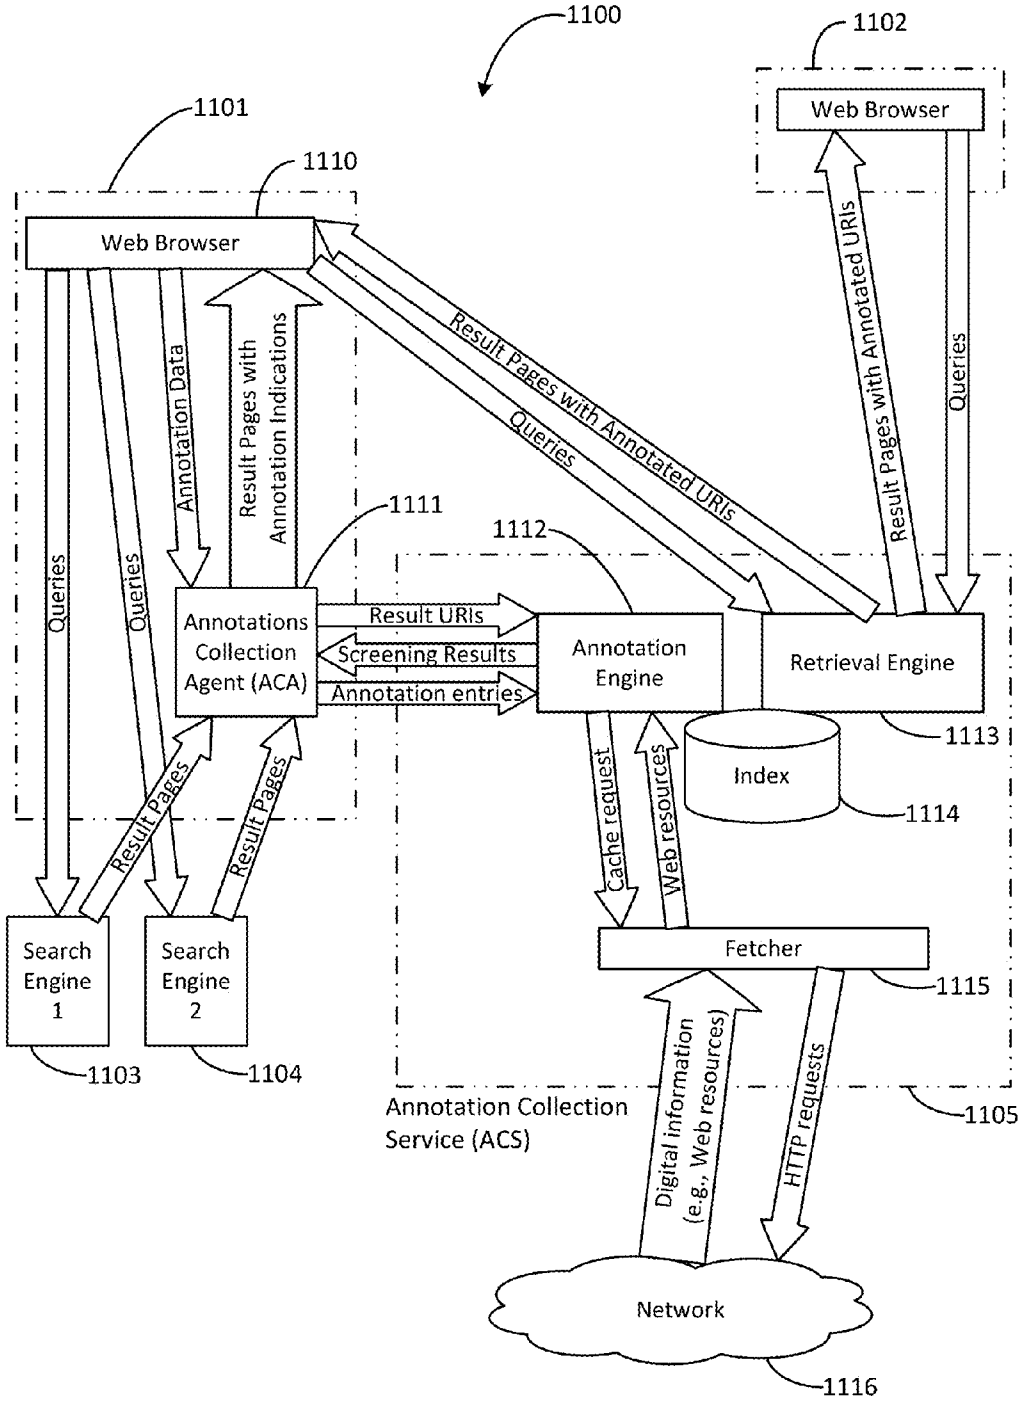 1100
1102
Web Browser
1101
1110
Web Browser
Result Pages with Annotated URIs
Queries
Queries
Queries
Annotation Data
Result Pages with
Annotation Indications
Result Pages with Annotated URIs
Queries
1111
1112
Annotations
Collection
Agent (ACA)
Result URIs
Screening Results
Annotation entries
Annotation
Engine
Retrieval Engine
1113
Index
1114
Result Pages
Result Pages
Cache request
Web resources
Search
Engine
1
Search
Engine
2
Fetcher
1115
1103
1104
1105
Annotation Collection
Service (ACS)
Digital information
(e.g., Web resources)
HTTP requests
Network
1116